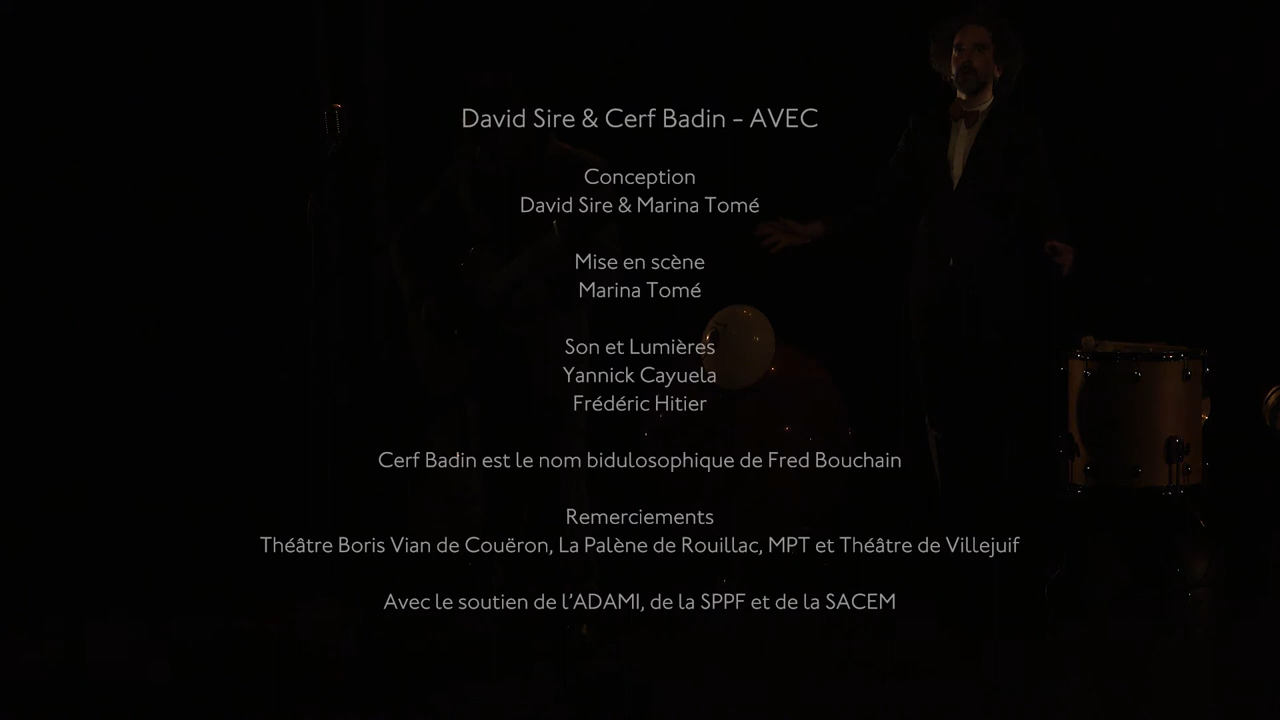 David Sire & Cerf Badin - AVEC
Conception
David Sire & Marina Tomé
Mise en scène
Marina Tomé
Son et Lumières
Yannick Cayuela
Frédéric Hitier
Cerf Badin est le nom bidulosophique de Fred Bouchain
Remerciements
Théâtre Boris Vian de Couëron, La Palène de Rouillac, MPT et Théâtre de Villejuif
Avec le soutien de l'ADAMI, de la SPPF et de la SACEM